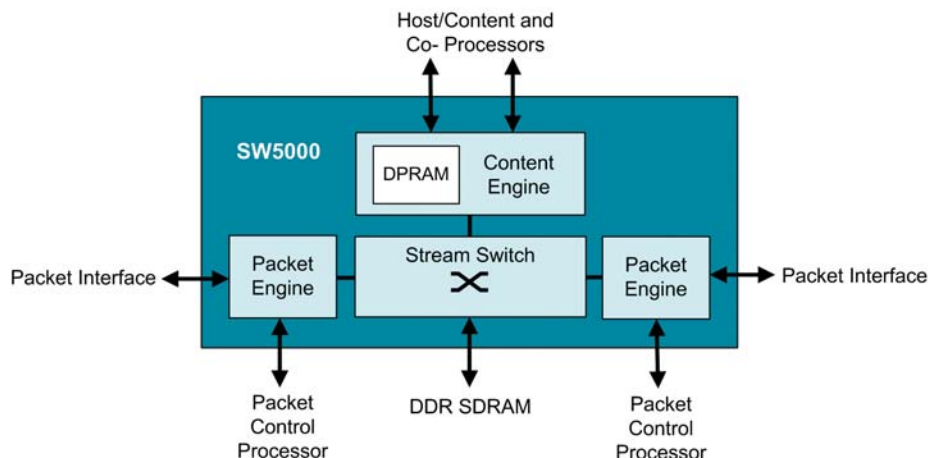 Host/Content and
Co- Processors
SW5000
DPRAM
Content
Engine
Packet Interface
Packet
Engine
Stream Switch
Packet
Engine
Packet Interface
Packet
Control
Processor
DDR SDRAM
Packet
Control
Processor